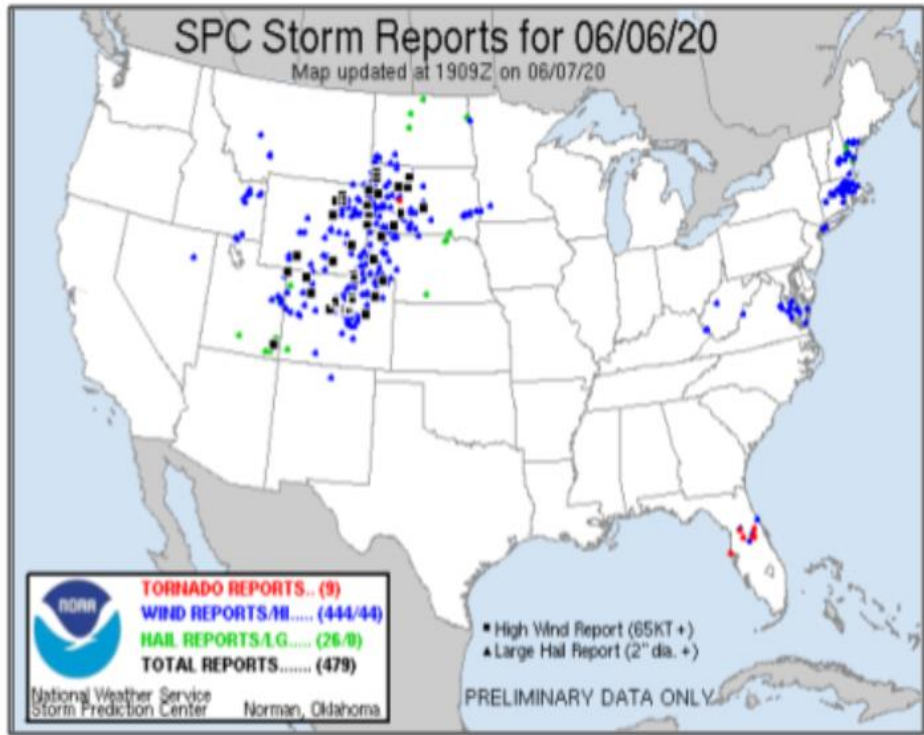 SPC Storm Reports for 06/06/20
Map updated at 1909Z on 06/07/20
NOAA
TORNADO REPORTS.. (9)
WIND REPORTS/HI..... (444/44)
HAIL REPORTS/LG..... (26/0)
TOTAL REPORTS....... (479)
National Weather Service
Storm Prediction Center Norman, Oklahoma
High Wind Report (65KT +)
Large Hail Report (2" dia. +)
PRELIMINARY DATA ONLY